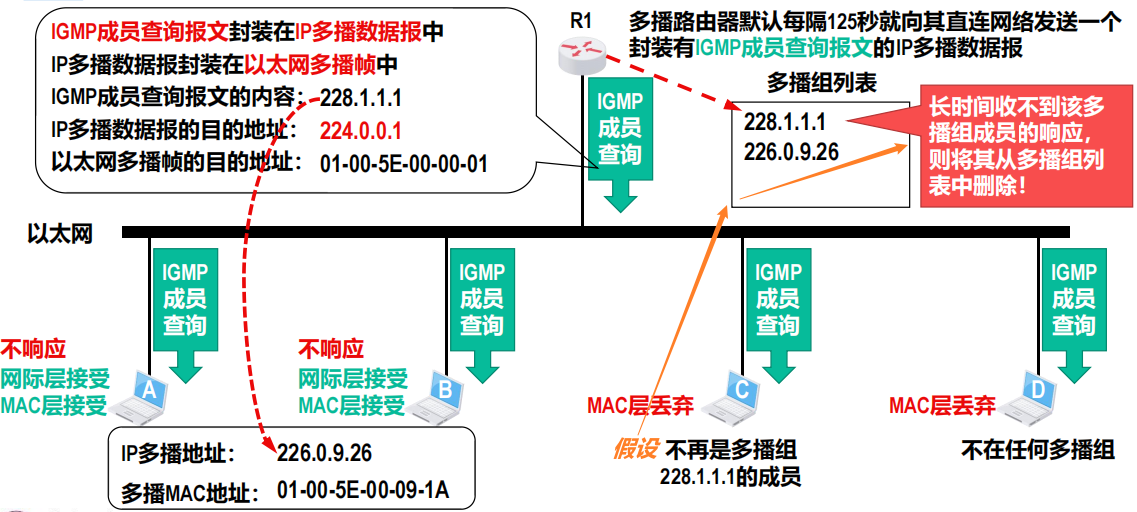 IGMP成员查询报文封装在IP多播数据报中
IP多播数据报封装在以太网多播帧中
IGMP成员查询报文的内容：228.1.1.1
IP多播数据报的目的地址：224.0.0.1
以太网多播帧的目的地址：01-00-5E-00-00-01
R1
多播路由器默认每隔125秒就向其直连网络发送一个
封装有IGMP成员查询报文的IP多播数据报
IGMP
成员
查询
多播组列表
228.1.1.1
226.0.9.26
长时间收不到该多
播组成员的响应，
则将其从多播组列
表中删除！
以太网
IGMP
成员
查询
IGMP
成员
查询
IGMP
成员
查询
IGMP
成员
查询
不响应
网际层接受
MAC层接受
A
不响应
网际层接受
MAC层接受
B
MAC层丢弃
C
MAC层丢弃
D
IP多播地址：226.0.9.26
多播MAC地址：01-00-5E-00-09-1A
假设 不再是多播组
228.1.1.1的成员
不在任何多播组